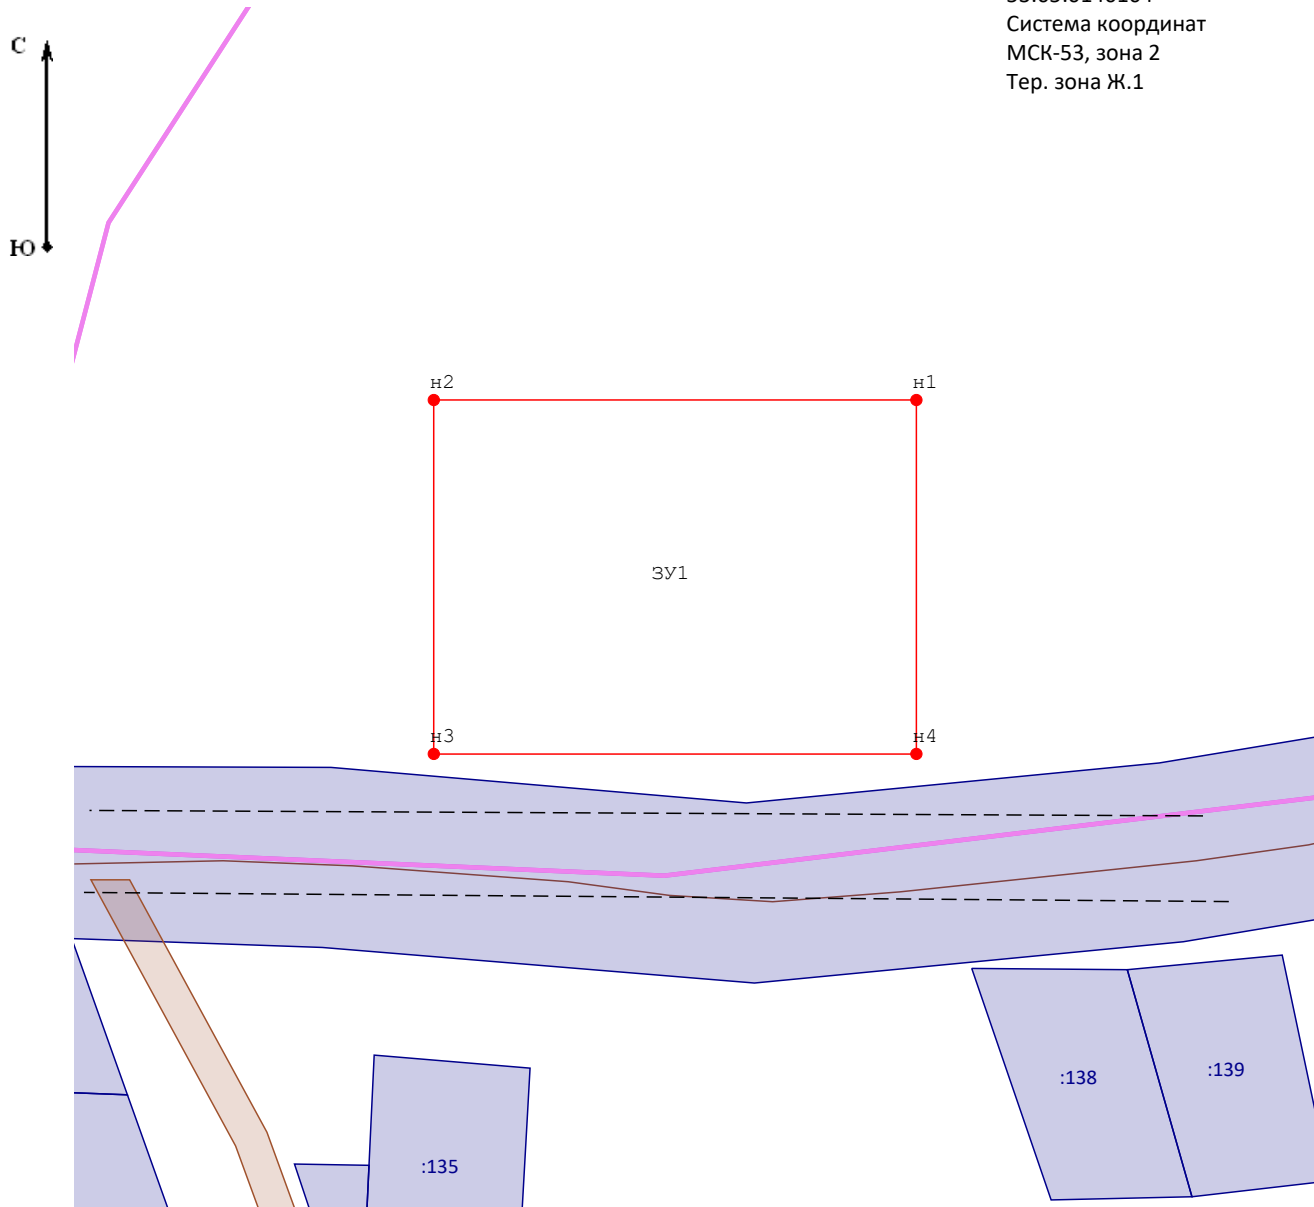 Система координат
МСК-53, зона 2
Тер. зона Ж.1
С
Ю
н2
н1
ЗУ1
н3
н4
:138
:139
:135